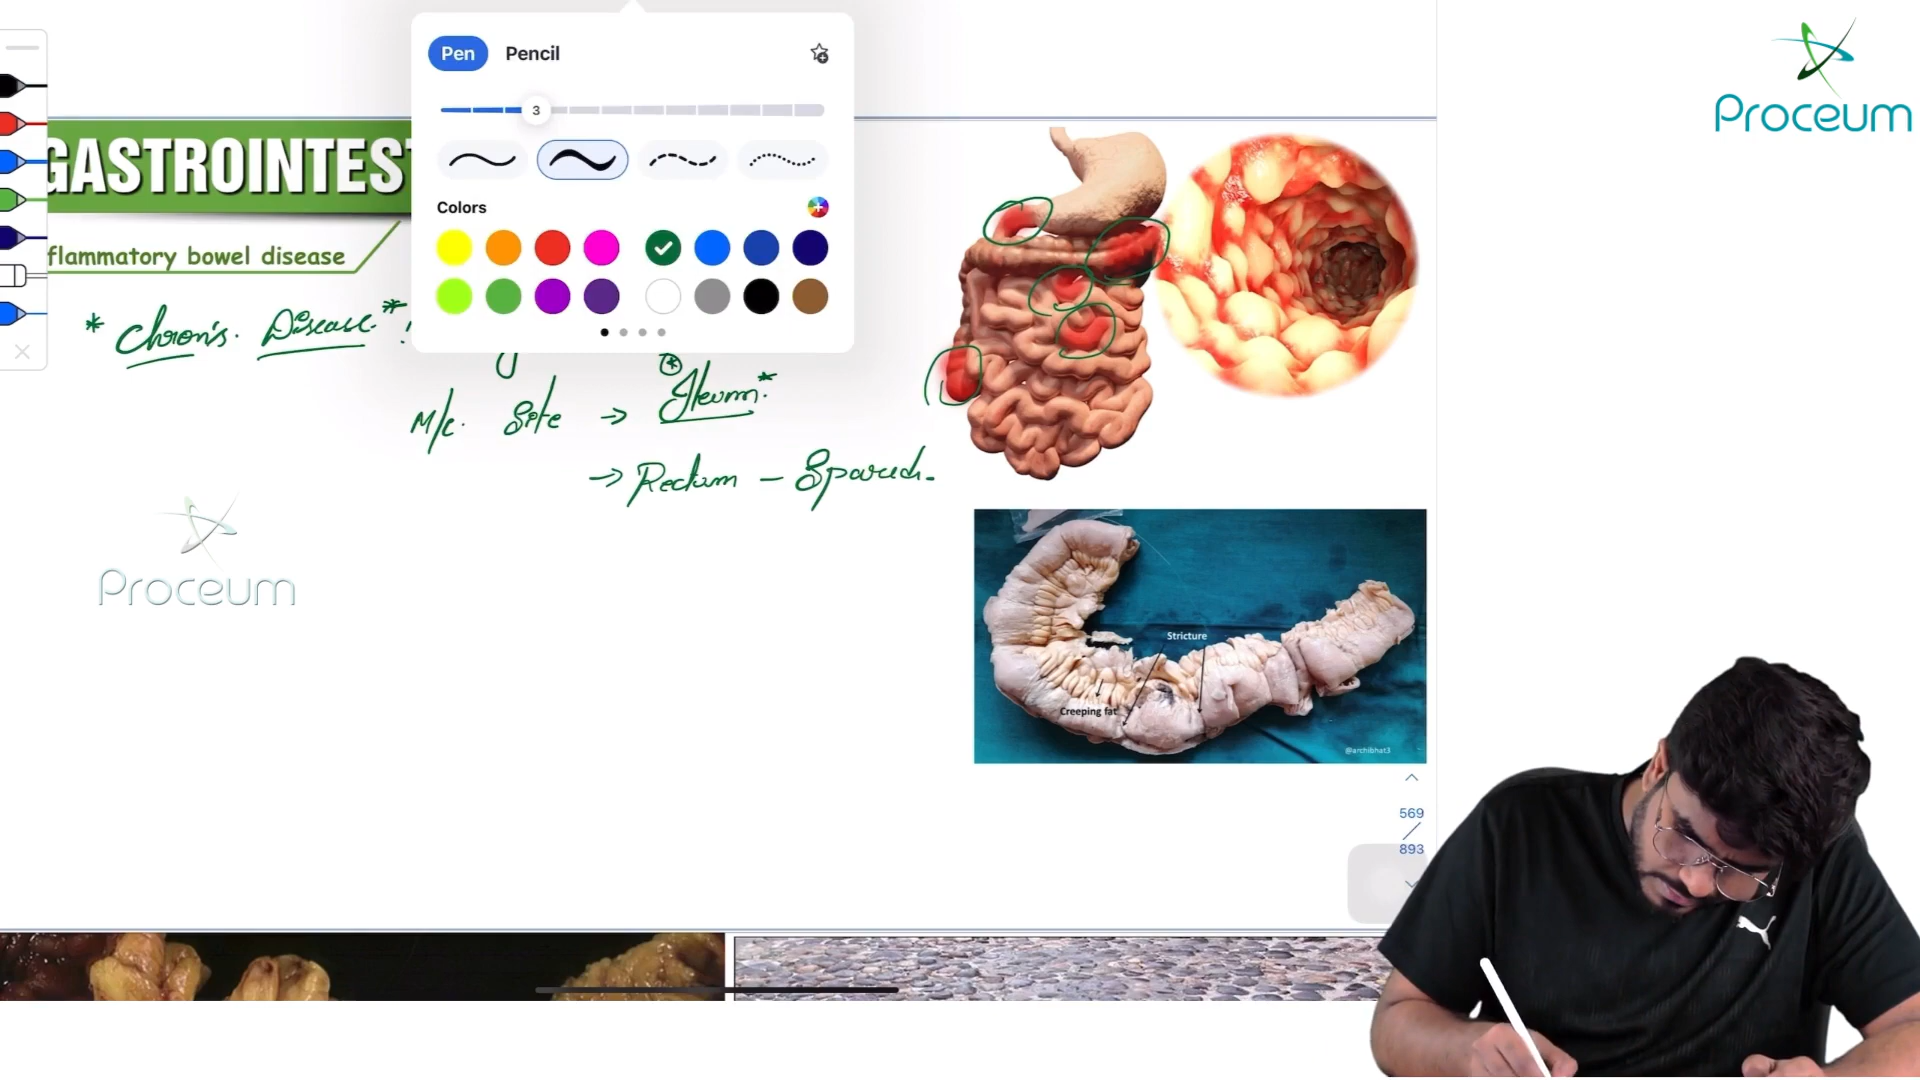 Pen Pencil
3
Colors
Proceum
GASTROINTEST
flammatory bowel disease
* Chron's. Disease.*
M/c. Site → Ileum.*
→ Rectum – Spared.
Proceum
Stricture
Creeping fat
@archibhat3
569
893